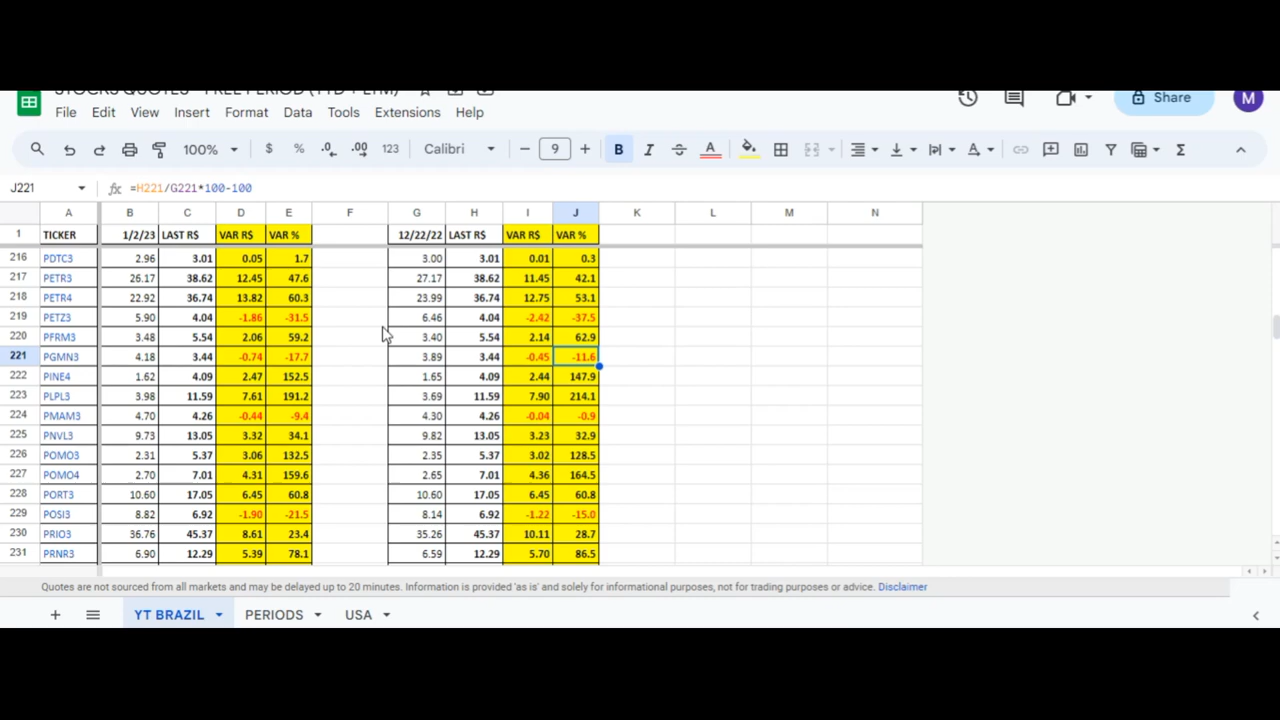 STOCKS QUOTES - FREE PERIOD (YTD + LTM)
File Edit View Insert Format Data Tools Extensions Help
Share M
100% $ % .0 .00 123 Calibri - 9 + B I A
J221 fx =H221/G221*100-100
A B C D E F G H I J K L M N
1 TICKER 1/2/23 LAST R$ VAR R$ VAR % 12/22/22 LAST R$ VAR R$ VAR %
216 PDTC3 2.96 3.01 0.05 1.7 3.00 3.01 0.01 0.3
217 PETR3 26.17 38.62 12.45 47.6 27.17 38.62 11.45 42.1
218 PETR4 22.92 36.74 13.82 60.3 23.99 36.74 12.75 53.1
219 PETZ3 5.90 4.04 -1.86 -31.5 6.46 4.04 -2.42 -37.5
220 PFRM3 3.48 5.54 2.06 59.2 3.40 5.54 2.14 62.9
221 PGMN3 4.18 3.44 -0.74 -17.7 3.89 3.44 -0.45 -11.6
222 PINE4 1.62 4.09 2.47 152.5 1.65 4.09 2.44 147.9
223 PLPL3 3.98 11.59 7.61 191.2 3.69 11.59 7.90 214.1
224 PMAM3 4.70 4.26 -0.44 -9.4 4.30 4.26 -0.04 -0.9
225 PNVL3 9.73 13.05 3.32 34.1 9.82 13.05 3.23 32.9
226 POMO3 2.31 5.37 3.06 132.5 2.35 5.37 3.02 128.5
227 POMO4 2.70 7.01 4.31 159.6 2.65 7.01 4.36 164.5
228 PORT3 10.60 17.05 6.45 60.8 10.60 17.05 6.45 60.8
229 POSI3 8.82 6.92 -1.90 -21.5 8.14 6.92 -1.22 -15.0
230 PRIO3 36.76 45.37 8.61 23.4 35.26 45.37 10.11 28.7
231 PRNR3 6.90 12.29 5.39 78.1 6.59 12.29 5.70 86.5
Quotes are not sourced from all markets and may be delayed up to 20 minutes. Information is provided 'as is' and solely for informational purposes, not for trading purposes or advice. Disclaimer
YT BRAZIL PERIODS USA